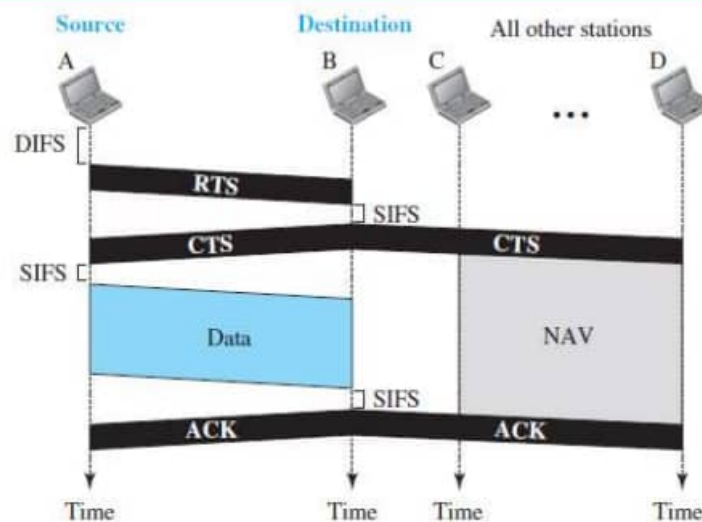 Source Destination All other stations
A B C D
DIFS
RTS
SIFS
CTS CTS
SIFS
Data NAV
SIFS
ACK ACK
Time Time Time Time